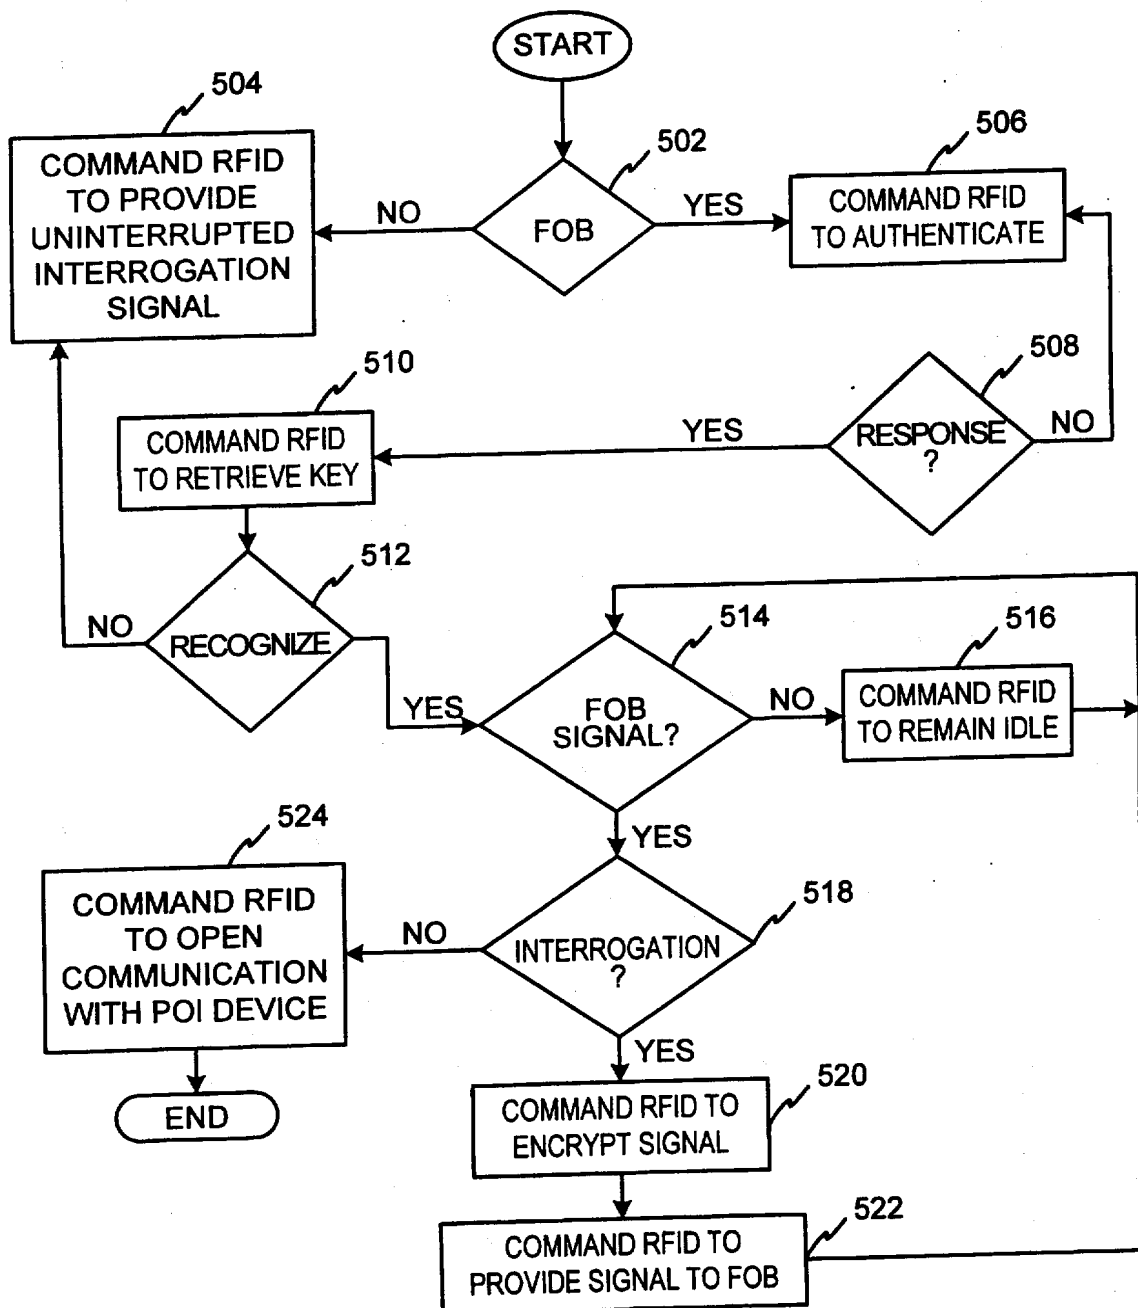 START
504
502
506
COMMAND RFID
TO PROVIDE
UNINTERRUPTED
INTERROGATION
SIGNAL
NO
FOB
YES
COMMAND RFID
TO AUTHENTICATE
510
508
COMMAND RFID
TO RETRIEVE KEY
YES
RESPONSE
?
NO
512
NO
RECOGNIZE
YES
514
516
FOB
SIGNAL?
NO
COMMAND RFID
TO REMAIN IDLE
YES
524
518
COMMAND RFID
TO OPEN
COMMUNICATION
WITH POI DEVICE
NO
INTERROGATION
?
YES
END
520
COMMAND RFID TO
ENCRYPT SIGNAL
522
COMMAND RFID TO
PROVIDE SIGNAL TO FOB